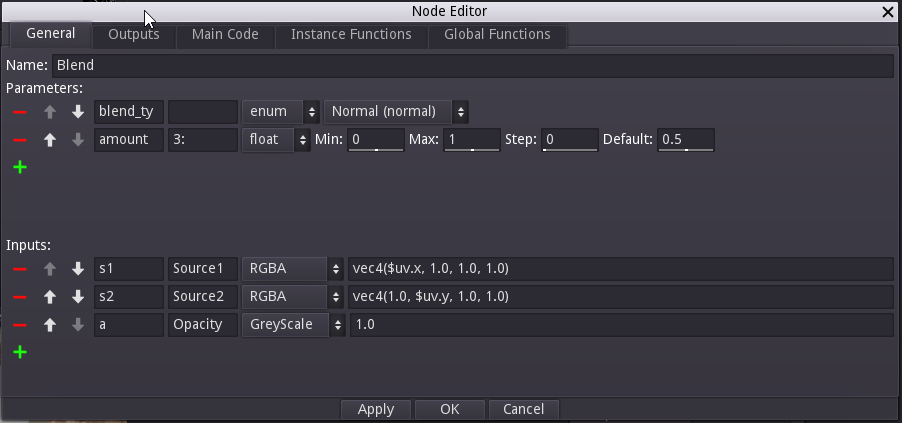 Node Editor
General Outputs Main Code Instance Functions Global Functions
Name: Blend
Parameters:
blend_ty enum Normal (normal)
amount 3: float Min: 0 Max: 1 Step: 0 Default: 0.5
Inputs:
s1 Source1 RGBA vec4($uv.x, 1.0, 1.0, 1.0)
s2 Source2 RGBA vec4(1.0, $uv.y, 1.0, 1.0)
a Opacity GreyScale 1.0
Apply OK Cancel